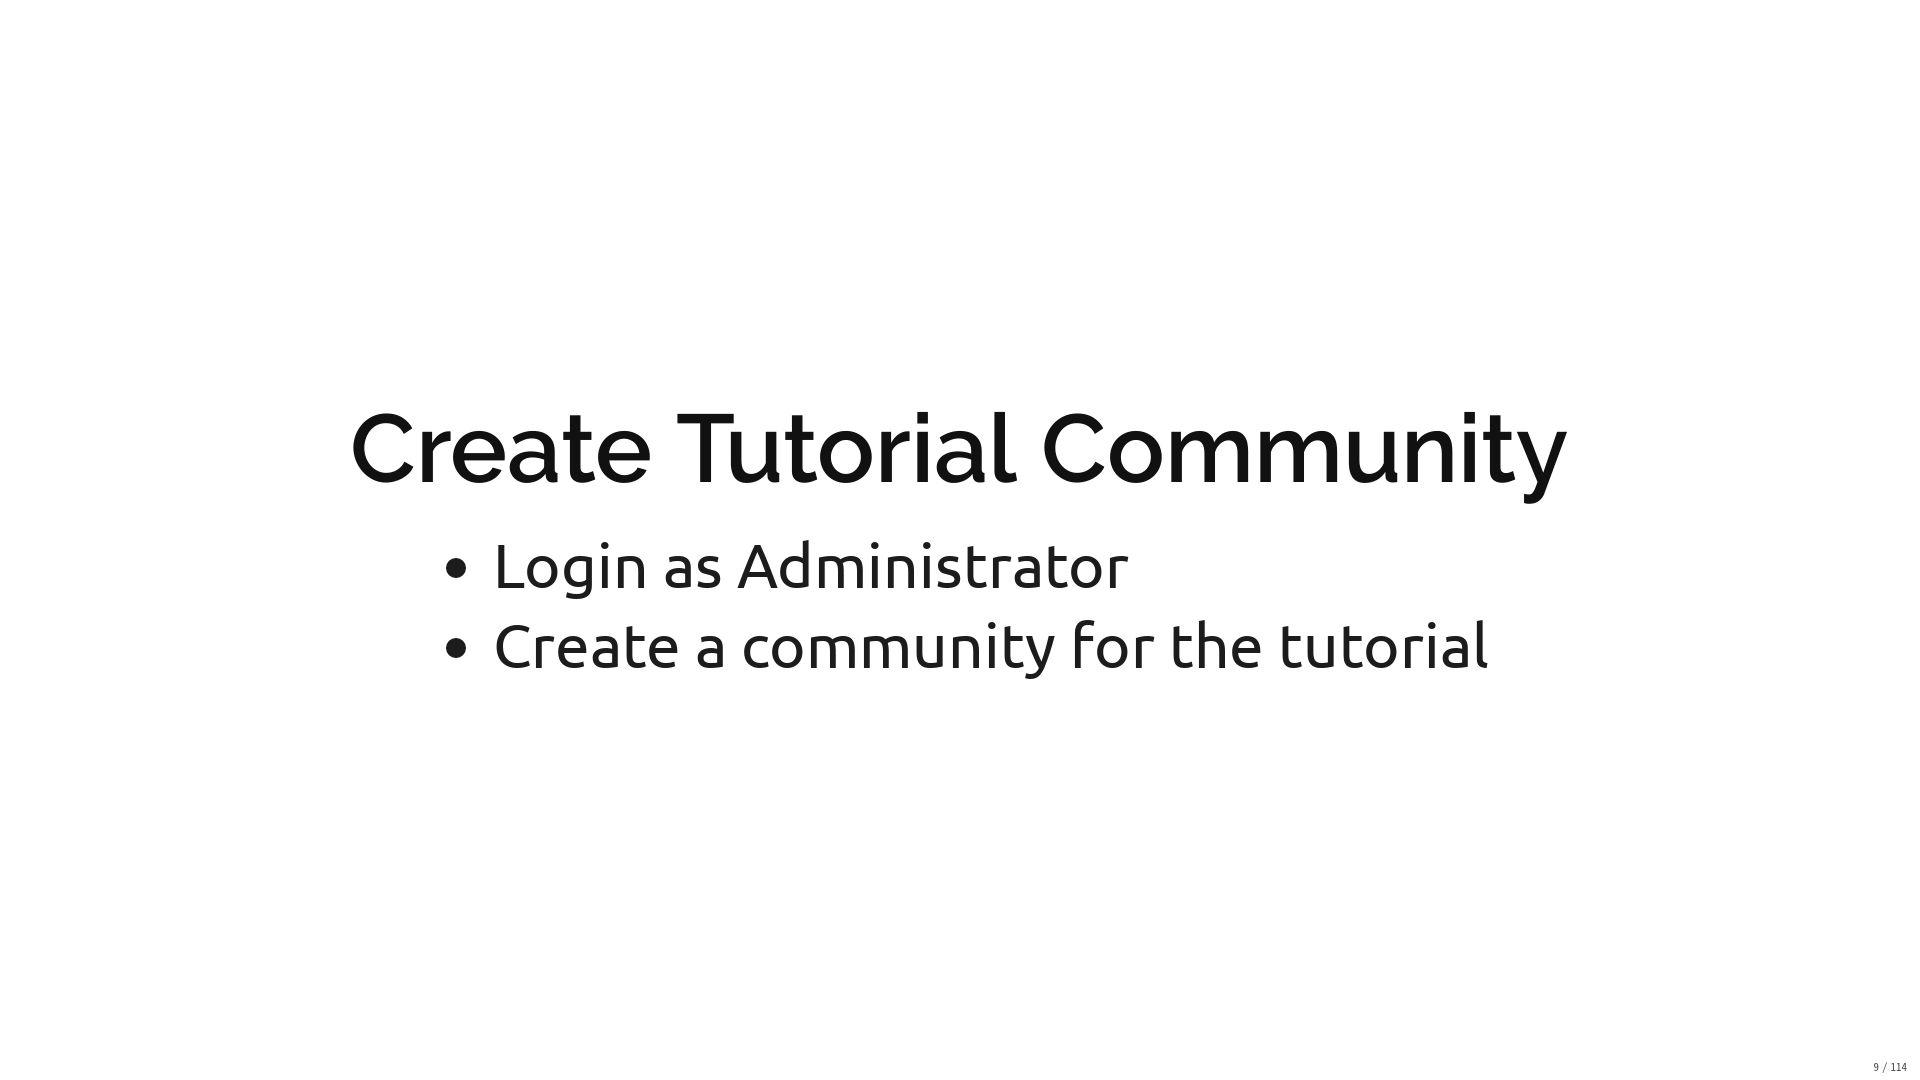 Create Tutorial Community
• Login as Administrator
• Create a community for the tutorial
9 / 114